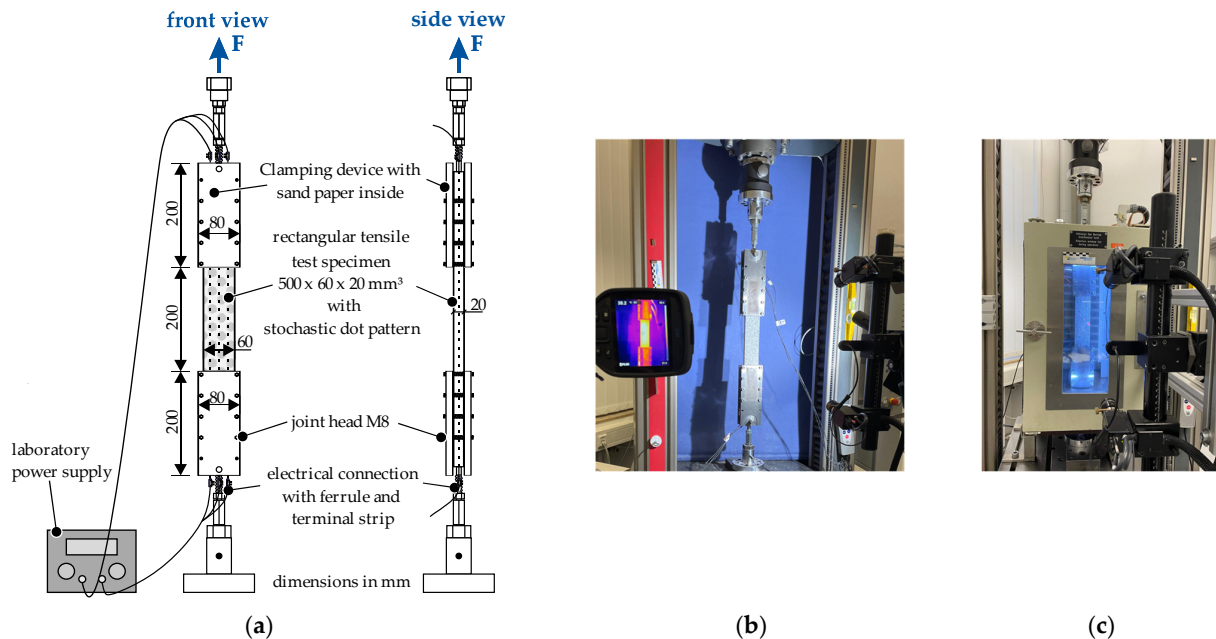 front view
side view
F
F
Clamping device with
sand paper inside
200
80
rectangular tensile
test specimen
500 x 60 x 20 mm³
with
stochastic dot pattern
200
20
60
80
200
joint head M8
laboratory
power supply
electrical connection
with ferrule and
terminal strip
dimensions in mm
(a)
(b)
(c)